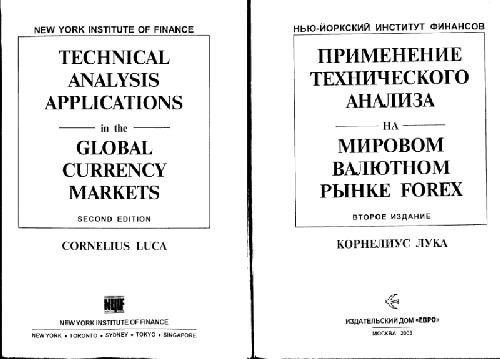 NEW YORK INSTITUTE OF FINANCE
TECHNICAL
ANALYSIS
APPLICATIONS
in the
GLOBAL
CURRENCY
MARKETS
SECOND EDITION
CORNELIUS LUCA
NYIF
NEW YORK INSTITUTE OF FINANCE
NEW YORK • TORONTO • SYDNEY • TOKYO • SINGAPORE
НЬЮ-ЙОРКСКИЙ ИНСТИТУТ ФИНАНСОВ
ПРИМЕНЕНИЕ
ТЕХНИЧЕСКОГО
АНАЛИЗА
НА
МИРОВОМ
ВАЛЮТНОМ
РЫНКЕ FOREX
ВТОРОЕ ИЗДАНИЕ
КОРНЕЛИУС ЛУКА
ИЗДАТЕЛЬСКИЙ ДОМ «ЕВРО»
МОСКВА